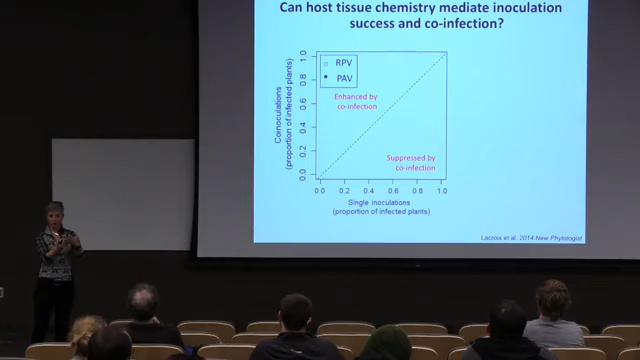 Can host tissue chemistry mediate inoculation
success and co-infection?
RPV
PAV
Enhanced by
co-infection
Suppressed by
co-infection
Coinoculations
(proportion of infected plants)
0.0 0.2 0.4 0.6 0.8 1.0
0.0 0.2 0.4 0.6 0.8 1.0
Single inoculations
(proportion of infected plants)
Lacroix et al. 2014 New Phytologist